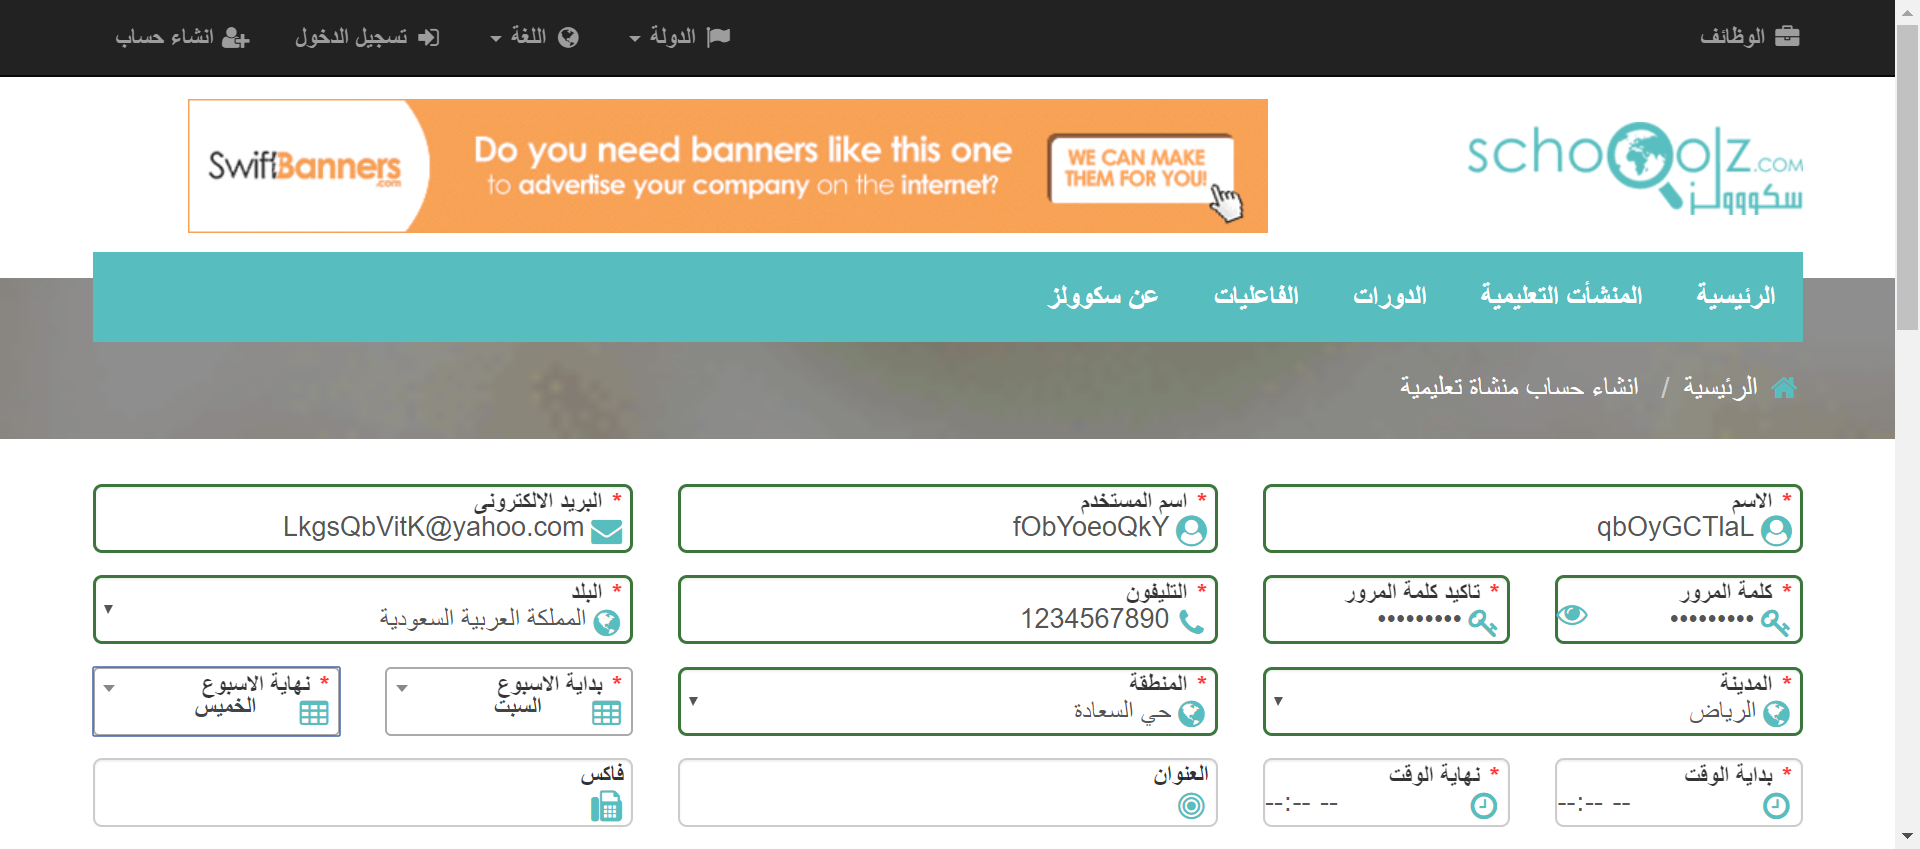 الوظائف
الدولة
اللغة
تسجيل الدخول
انشاء حساب
schoolz.com
سكووولز
SwiftBanners.com
Do you need banners like this one
to advertise your company on the internet?
WE CAN MAKE
THEM FOR YOU!
الرئيسية
المنشأت التعليمية
الدورات
الفاعليات
عن سكوولز
الرئيسية / انشاء حساب منشاة تعليمية
* الاسم
qbOyGCTlaL
* اسم المستخدم
fObYoeoQkY
* البريد الالكترونى
LkgsQbVitK@yahoo.com
* كلمة المرور
•••••••••
* تاكيد كلمة المرور
•••••••••
* التليفون
1234567890
* البلد
المملكة العربية السعودية
* المدينة
الرياض
* المنطقة
حي السعادة
* بداية الاسبوع
السبت
* نهاية الاسبوع
الخميس
* بداية الوقت
--:-- --
* نهاية الوقت
--:-- --
العنوان
فاكس